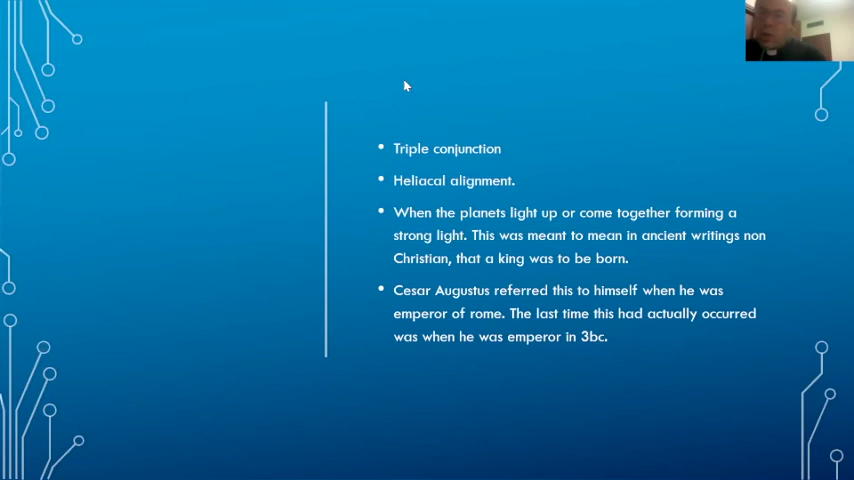 • Triple conjunction
• Heliacal alignment.
• When the planets light up or come together forming a
strong light. This was meant to mean in ancient writings non
Christian, that a king was to be born.
• Cesar Augustus referred this to himself when he was
emperor of rome. The last time this had actually occurred
was when he was emperor in 3bc.